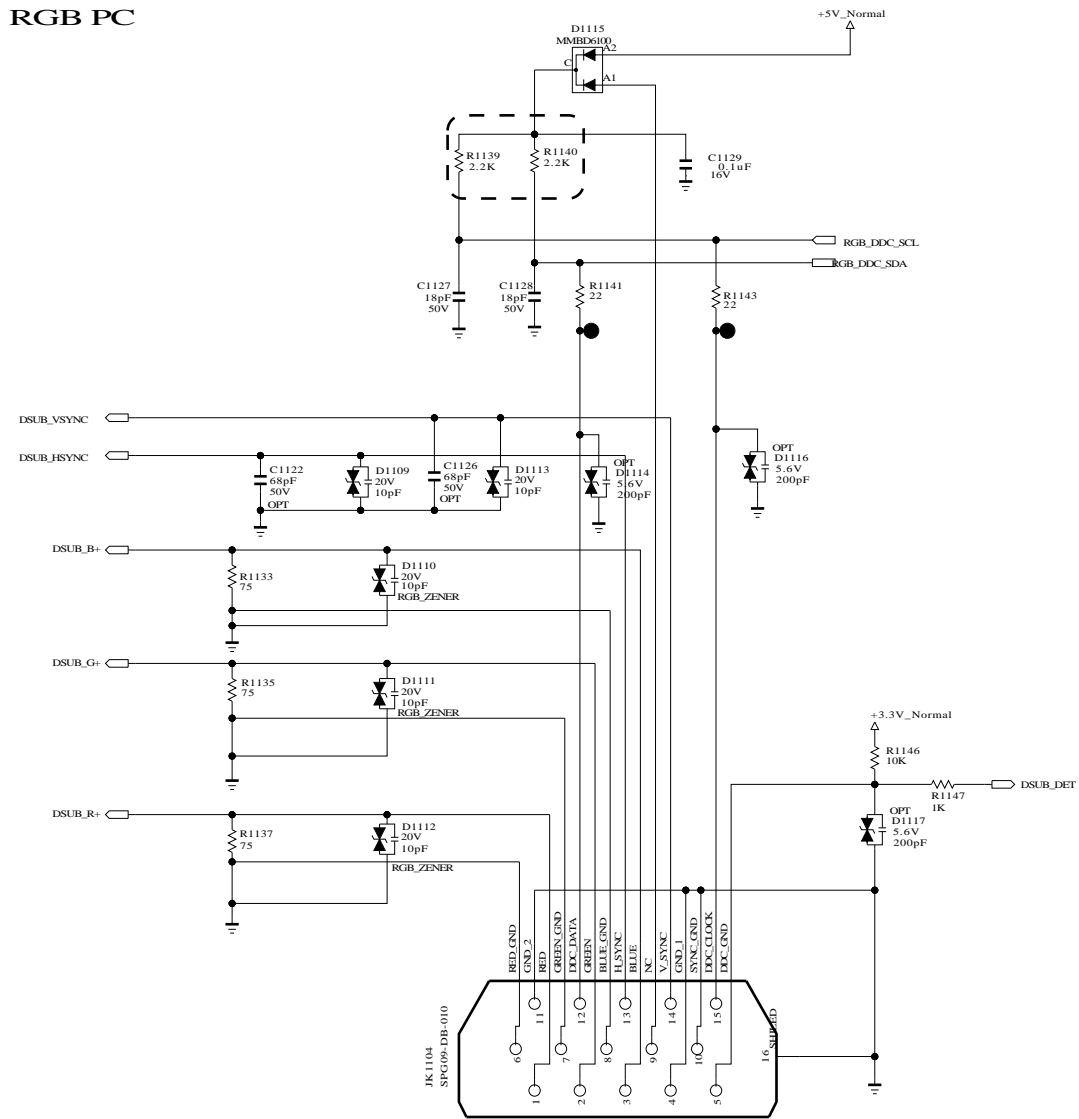 RGB PC
+5V_Normal
D1115
MMBD6100
A2
C
A1
R1139
2.2K
R1140
2.2K
C1129
0.1uF
16V
RGB_DDC_SCL
RGB_DDC_SDA
C1127
18pF
50V
C1128
18pF
50V
R1141
22
R1143
22
DSUB_VSYNC
DSUB_HSYNC
C1122
68pF
50V
OPT
D1109
20V
10pF
C1126
68pF
50V
OPT
D1113
20V
10pF
OPT
D1114
5.6V
200pF
OPT
D1116
5.6V
200pF
DSUB_B+
R1133
75
D1110
20V
10pF
RGB_ZENER
DSUB_G+
R1135
75
D1111
20V
10pF
RGB_ZENER
+3.3V_Normal
R1146
10K
R1147
1K
DSUB_DET
DSUB_R+
R1137
75
D1112
20V
10pF
RGB_ZENER
OPT
D1117
5.6V
200pF
RED_GND
GND_2
RED
GREEN_GND
DDC_DATA
GREEN
BLUE_GND
H_SYNC
BLUE
NC
V_SYNC
GND_1
SYNC_GND
DDC_CLOCK
DDC_GND
JK1104
SPG09-DB-010
11
12
13
14
15
6
7
8
9
10
16
SHILED
1
2
3
4
5